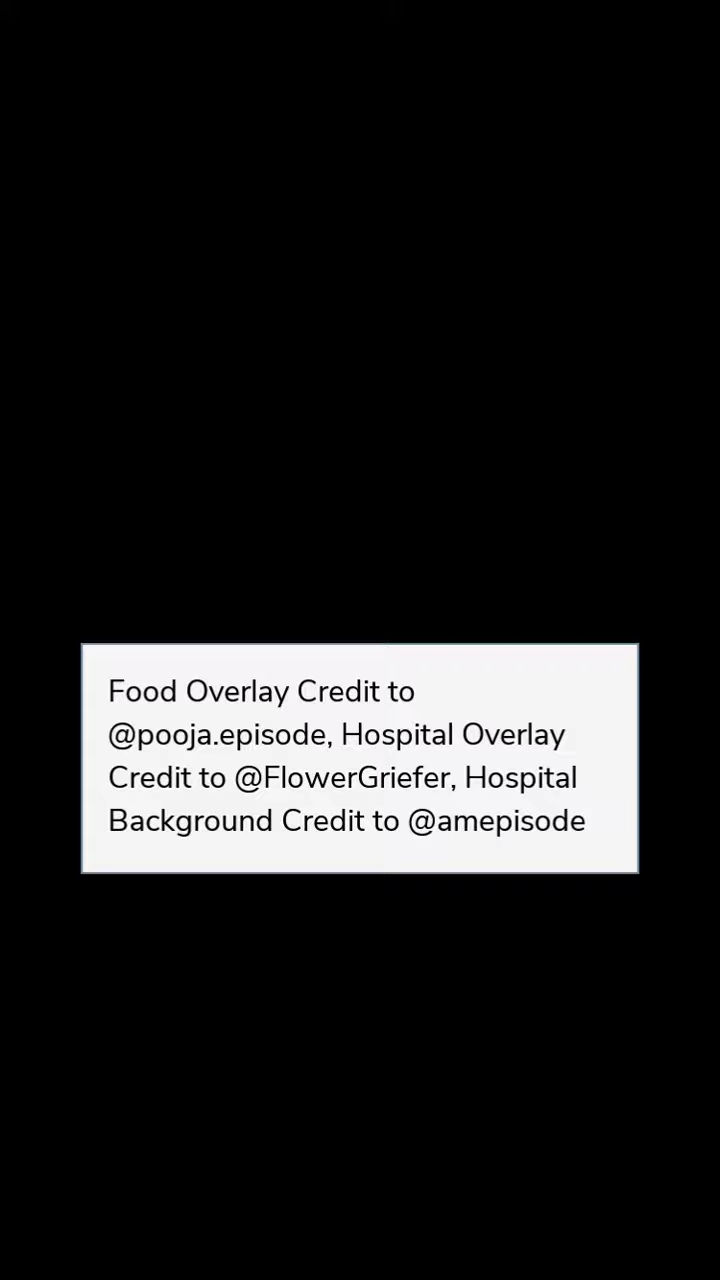 Food Overlay Credit to
@pooja.episode, Hospital Overlay
Credit to @FlowerGriefer, Hospital
Background Credit to @amepisode